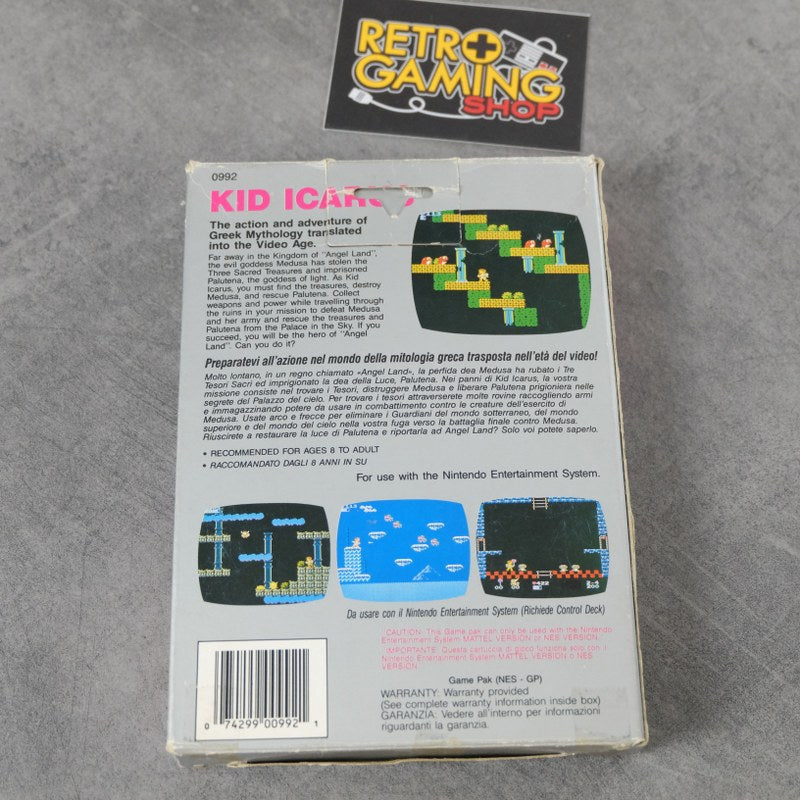 RETRO
GAMING
SHOP
0992
KID ICARUS
The action and adventure of
Greek Mythology translated
into the Video Age.
Far away in the Kingdom of "Angel Land",
the evil goddess Medusa has stolen the
Three Sacred Treasures and imprisoned
Palutena, the goddess of light. As Kid
Icarus, you must find the treasures, destroy
Medusa, and rescue Palutena. Collect
weapons and power while travelling through
the ruins in your mission to defeat Medusa
and her army and rescue the treasures and
Palutena from the Palace in the Sky. If you
succeed, you will be the hero of "Angel
Land". Can you do it?
Preparatevi all'azione nel mondo della mitologia greca trasposta nell'età del video!
Molto lontano, in un regno chiamato «Angel Land», la perfida dea Medusa ha rubato i Tre
Tesori Sacri ed imprigionato la dea della Luce, Palutena. Nei panni di Kid Icarus, la vostra
missione consiste nel trovare i Tesori, distruggere Medusa e liberare Palutena prigioniera nelle
segrete del Palazzo del cielo. Per trovare i tesori attraverserete molte rovine raccogliendo armi
e immagazzinando potere da usare in combattimento contro le creature dell'esercito di
Medusa. Usate arco e frecce per eliminare i Guardiani del mondo sotterraneo, del mondo
superiore e del mondo del cielo nella vostra fuga verso la battaglia finale contro Medusa.
Riuscirete a restaurare la luce di Palutena e riportarla ad Angel Land? Solo voi potete saperlo.
• RECOMMENDED FOR AGES 8 TO ADULT
• RACCOMANDATO DAGLI 8 ANNI IN SU
For use with the Nintendo Entertainment System.
Da usare con il Nintendo Entertainment System (Richiede Control Deck)
CAUTION: This Game pak can only be used with the Nintendo
Entertainment System MATTEL VERSION or NES VERSION.
IMPORTANTE: Questa cartuccia di gioco funziona solo con il
Nintendo Entertainment System MATTEL VERSION o NES
VERSION.
Game Pak (NES - GP)
WARRANTY: Warranty provided
(See complete warranty information inside box)
GARANZIA: Vedere all'interno per informazioni
riguardanti la garanzia.
0 74299 00992 1